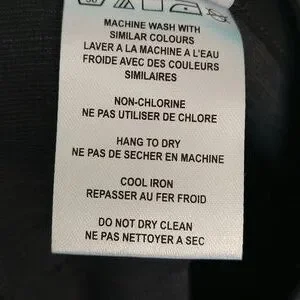 30
MACHINE WASH WITH
SIMILAR COLOURS
LAVER A LA MACHINE A L'EAU
FROIDE AVEC DES COULEURS
SIMILAIRES
NON-CHLORINE
NE PAS UTILISER DE CHLORE
HANG TO DRY
NE PAS DE SECHER EN MACHINE
COOL IRON
REPASSER AU FER FROID
DO NOT DRY CLEAN
NE PAS NETTOYER A SEC